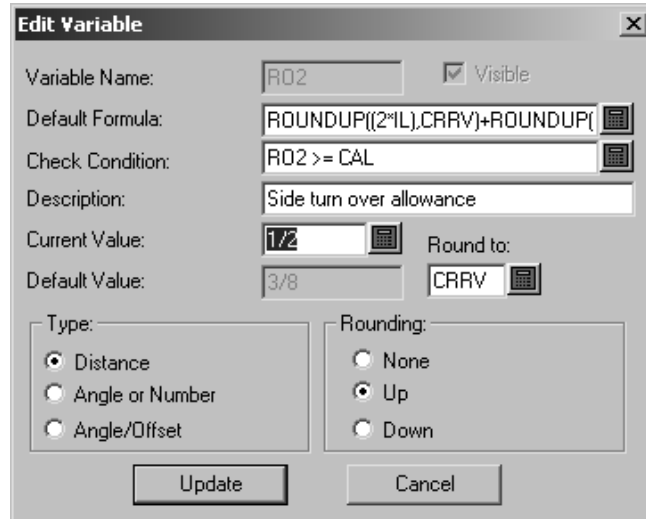 Edit Variable
Variable Name: RO2 Visible
Default Formula: ROUNDUP((2*IL),CRRV)+ROUNDUP(
Check Condition: RO2 >= CAL
Description: Side turn over allowance
Current Value: 1/2 Round to:
Default Value: 3/8 CRRV
Type: Rounding:
Distance None
Angle or Number Up
Angle/Offset Down
Update Cancel